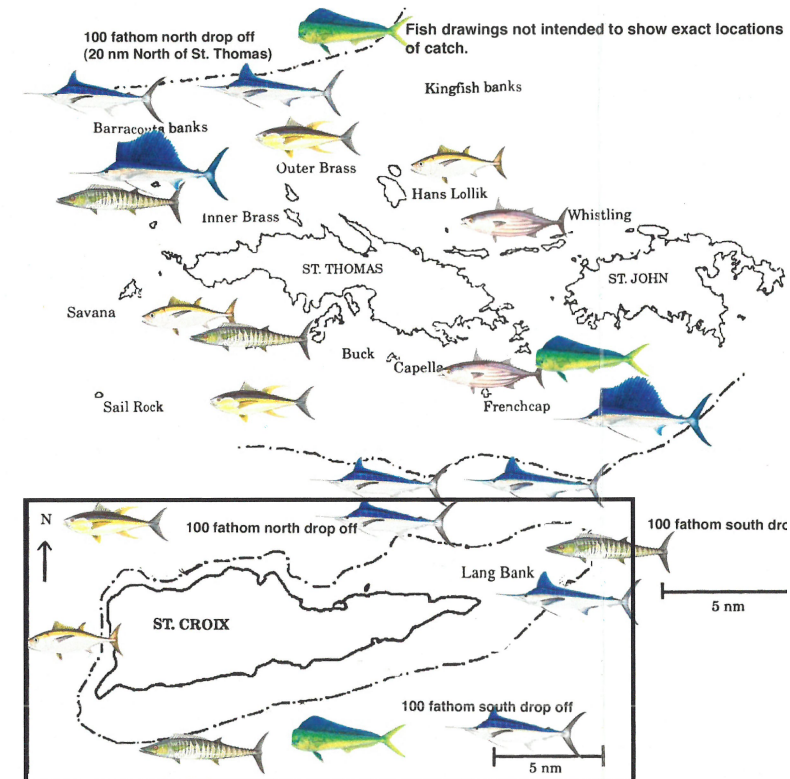 100 fathom north drop off
(20 nm North of St. Thomas)
Fish drawings not intended to show exact locations
of catch.
Kingfish banks
Barracouta banks
Outer Brass
Hans Lollik
Inner Brass
Whistling
ST. THOMAS
ST. JOHN
Savana
Buck
Capella
Sail Rock
Frenchcap
N
100 fathom north drop off
100 fathom south dro
Lang Bank
5 nm
ST. CROIX
100 fathom south drop off
5 nm